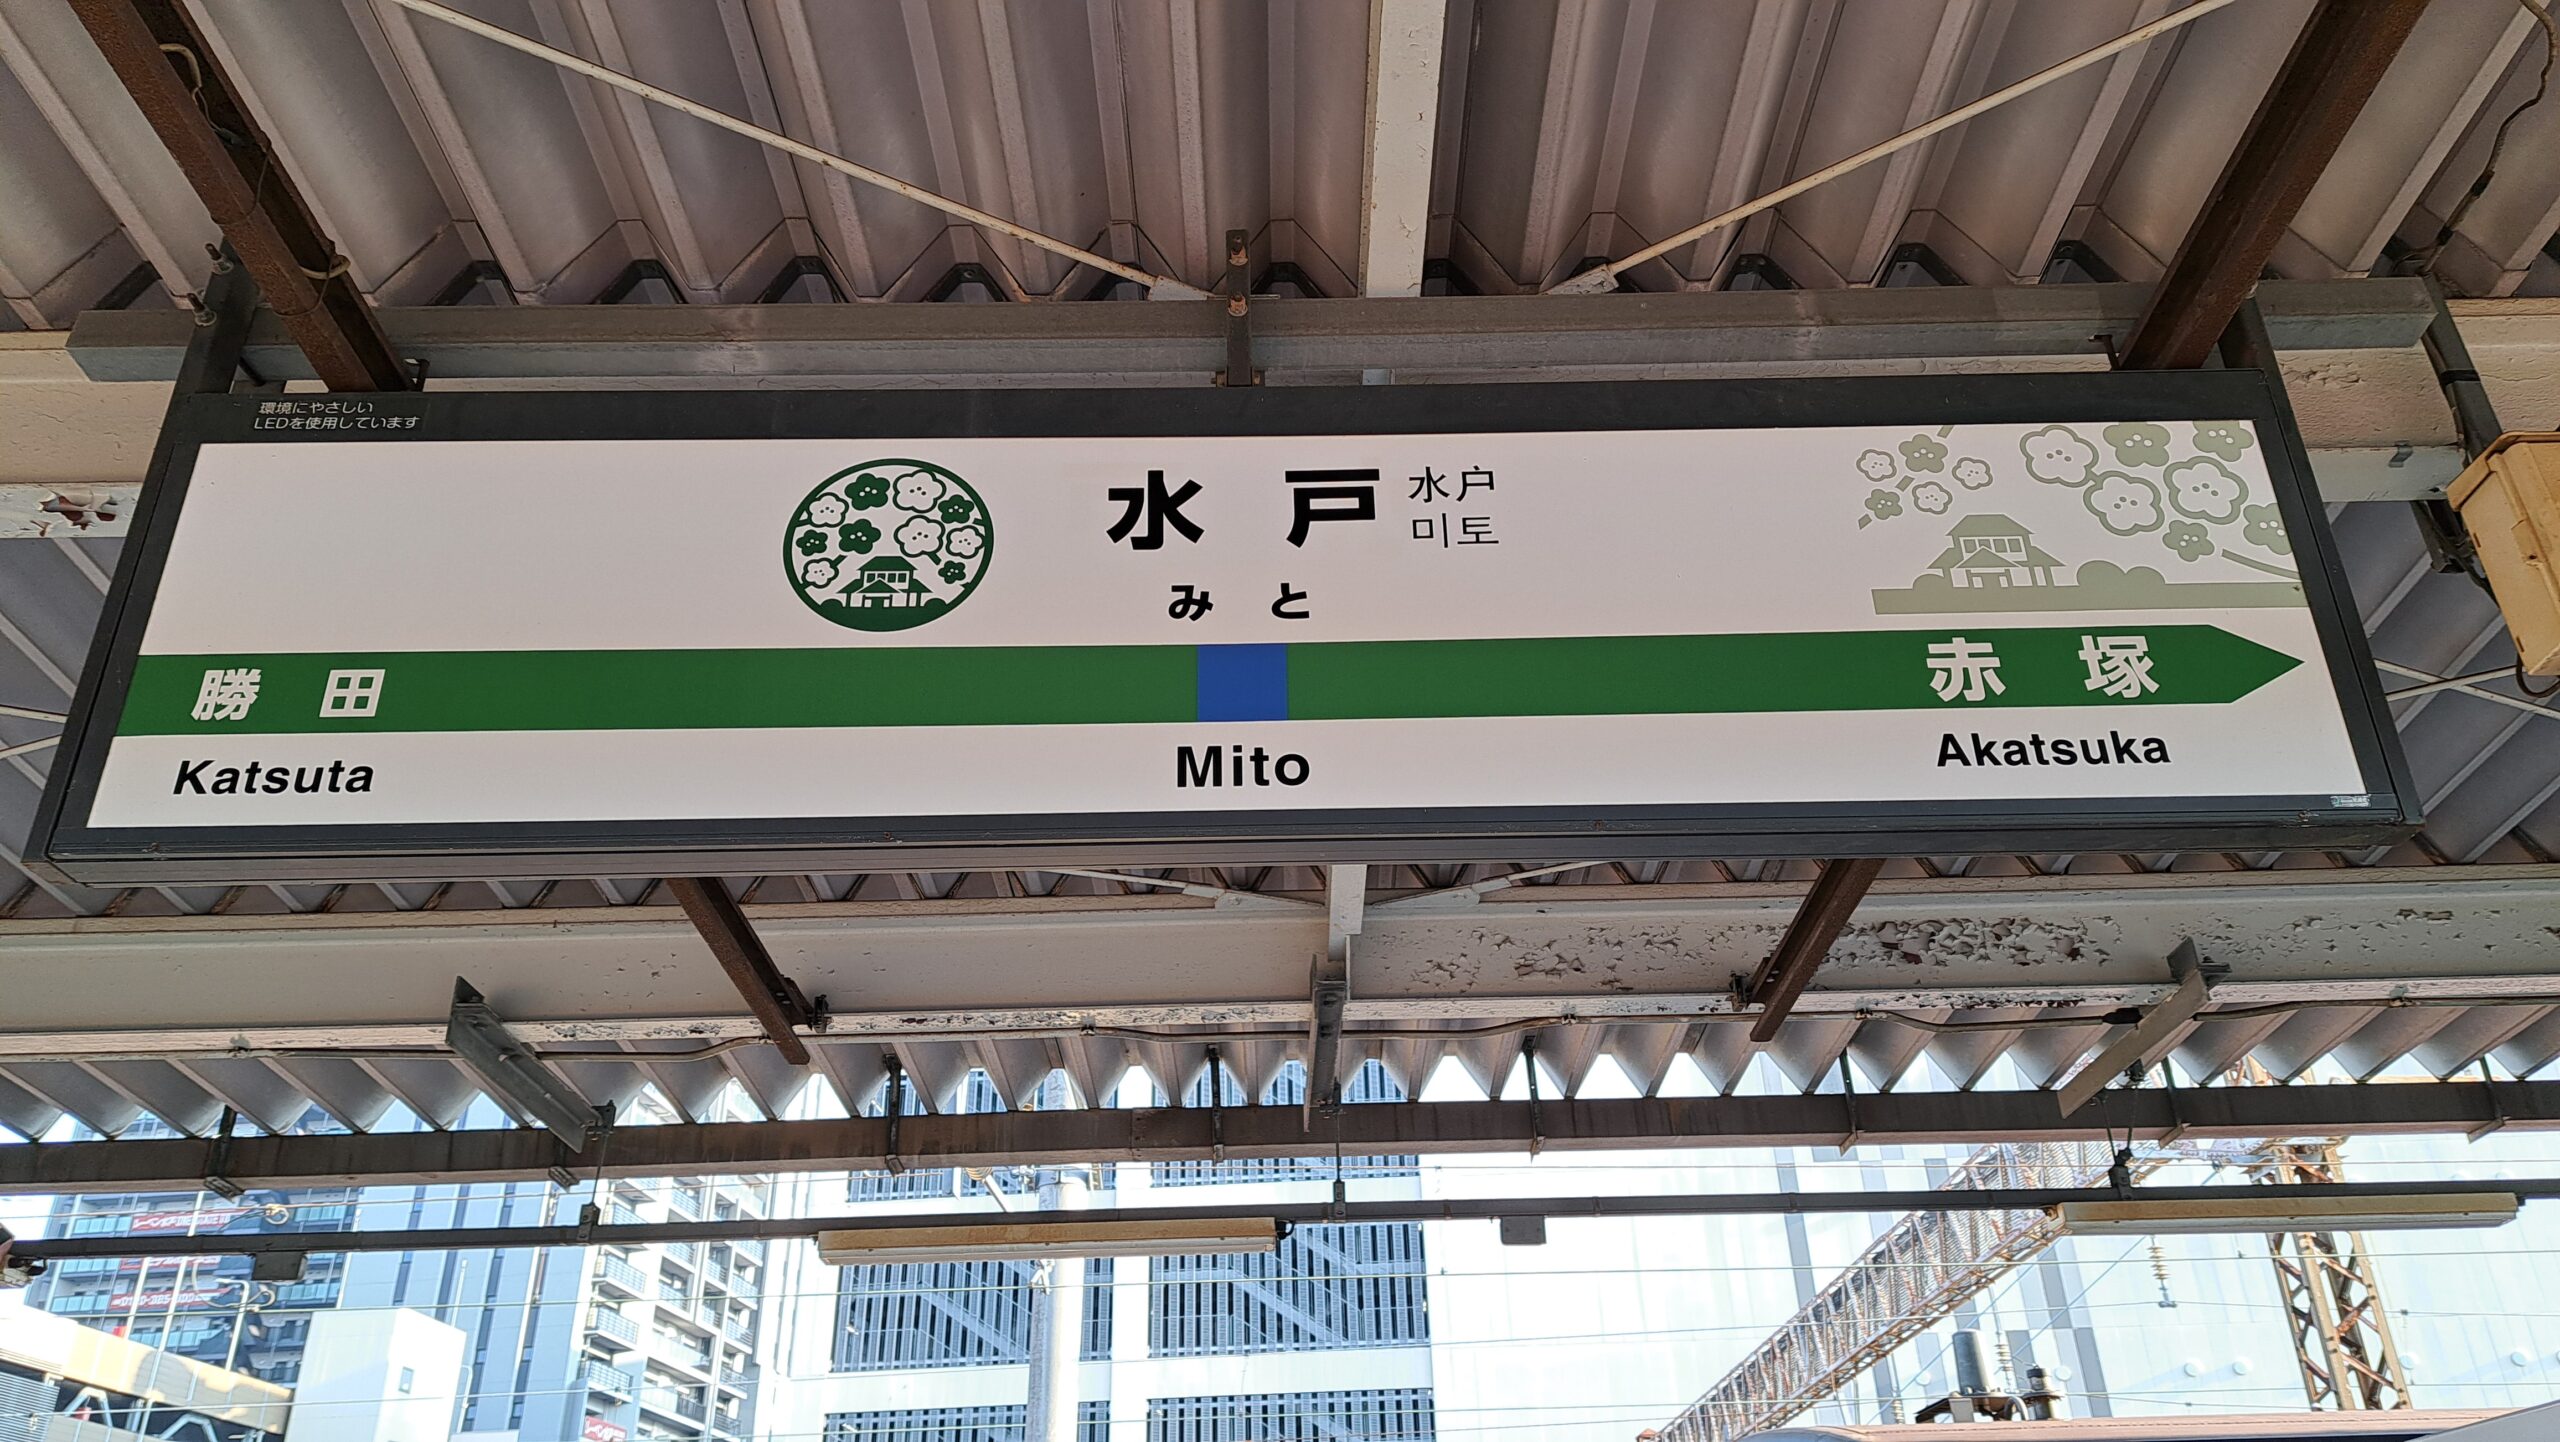 環境にやさしい
LEDを使用しています
水戸
水户
미토
みと
勝田
赤塚
Katsuta
Mito
Akatsuka